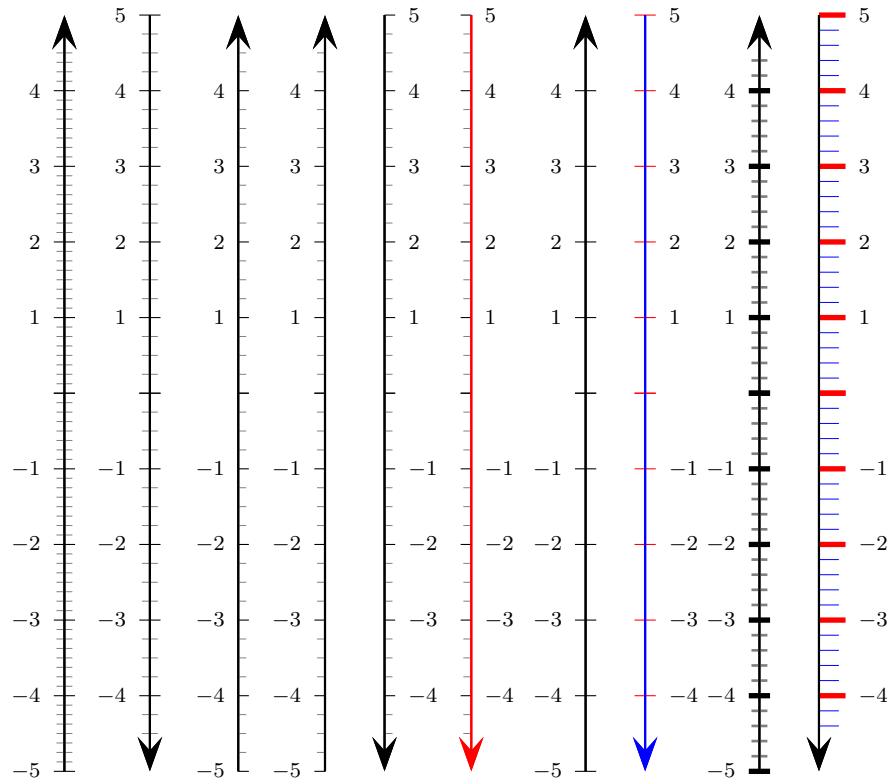 5 5 5 5 5
4 4 4 4 4 4 4 4 4 4
3 3 3 3 3 3 3 3 3 3
2 2 2 2 2 2 2 2 2 2
1 1 1 1 1 1 1 1 1 1
−1 −1 −1 −1 −1 −1 −1 −1 −1 −1
−2 −2 −2 −2 −2 −2 −2 −2 −2 −2
−3 −3 −3 −3 −3 −3 −3 −3 −3 −3
−4 −4 −4 −4 −4 −4 −4 −4 −4 −4
−5 −5 −5 −5 −5